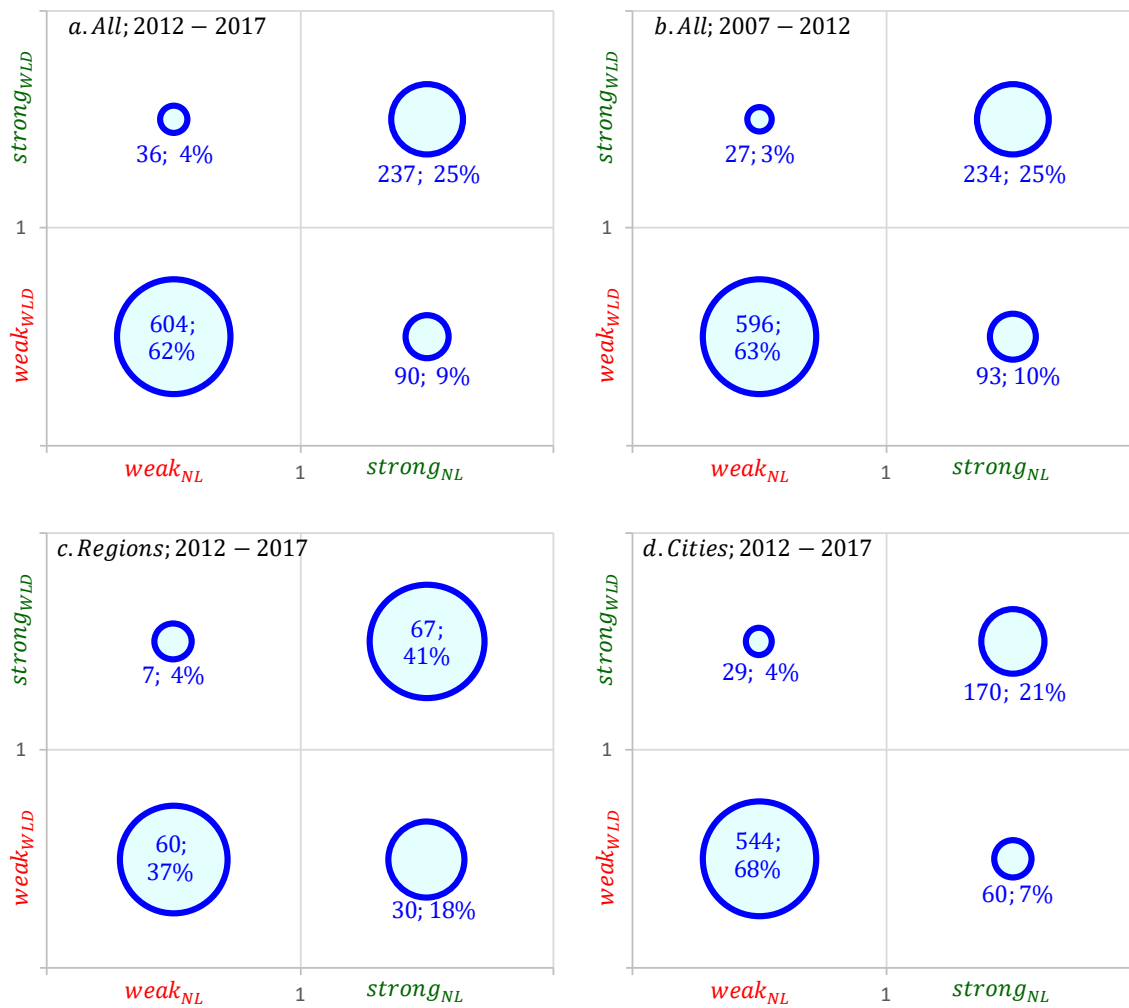 a. All; 2012 − 2017
strong_WLD
36; 4%
237; 25%
1
weak_WLD
604;
62%
90; 9%
weak_NL
1
strong_NL
b. All; 2007 − 2012
strong_WLD
27; 3%
234; 25%
1
weak_WLD
596;
63%
93; 10%
weak_NL
1
strong_NL
c. Regions; 2012 − 2017
strong_WLD
67;
41%
7; 4%
1
weak_WLD
60;
37%
30; 18%
weak_NL
1
strong_NL
d. Cities; 2012 − 2017
strong_WLD
29; 4%
170; 21%
1
weak_WLD
544;
68%
60; 7%
weak_NL
1
strong_NL